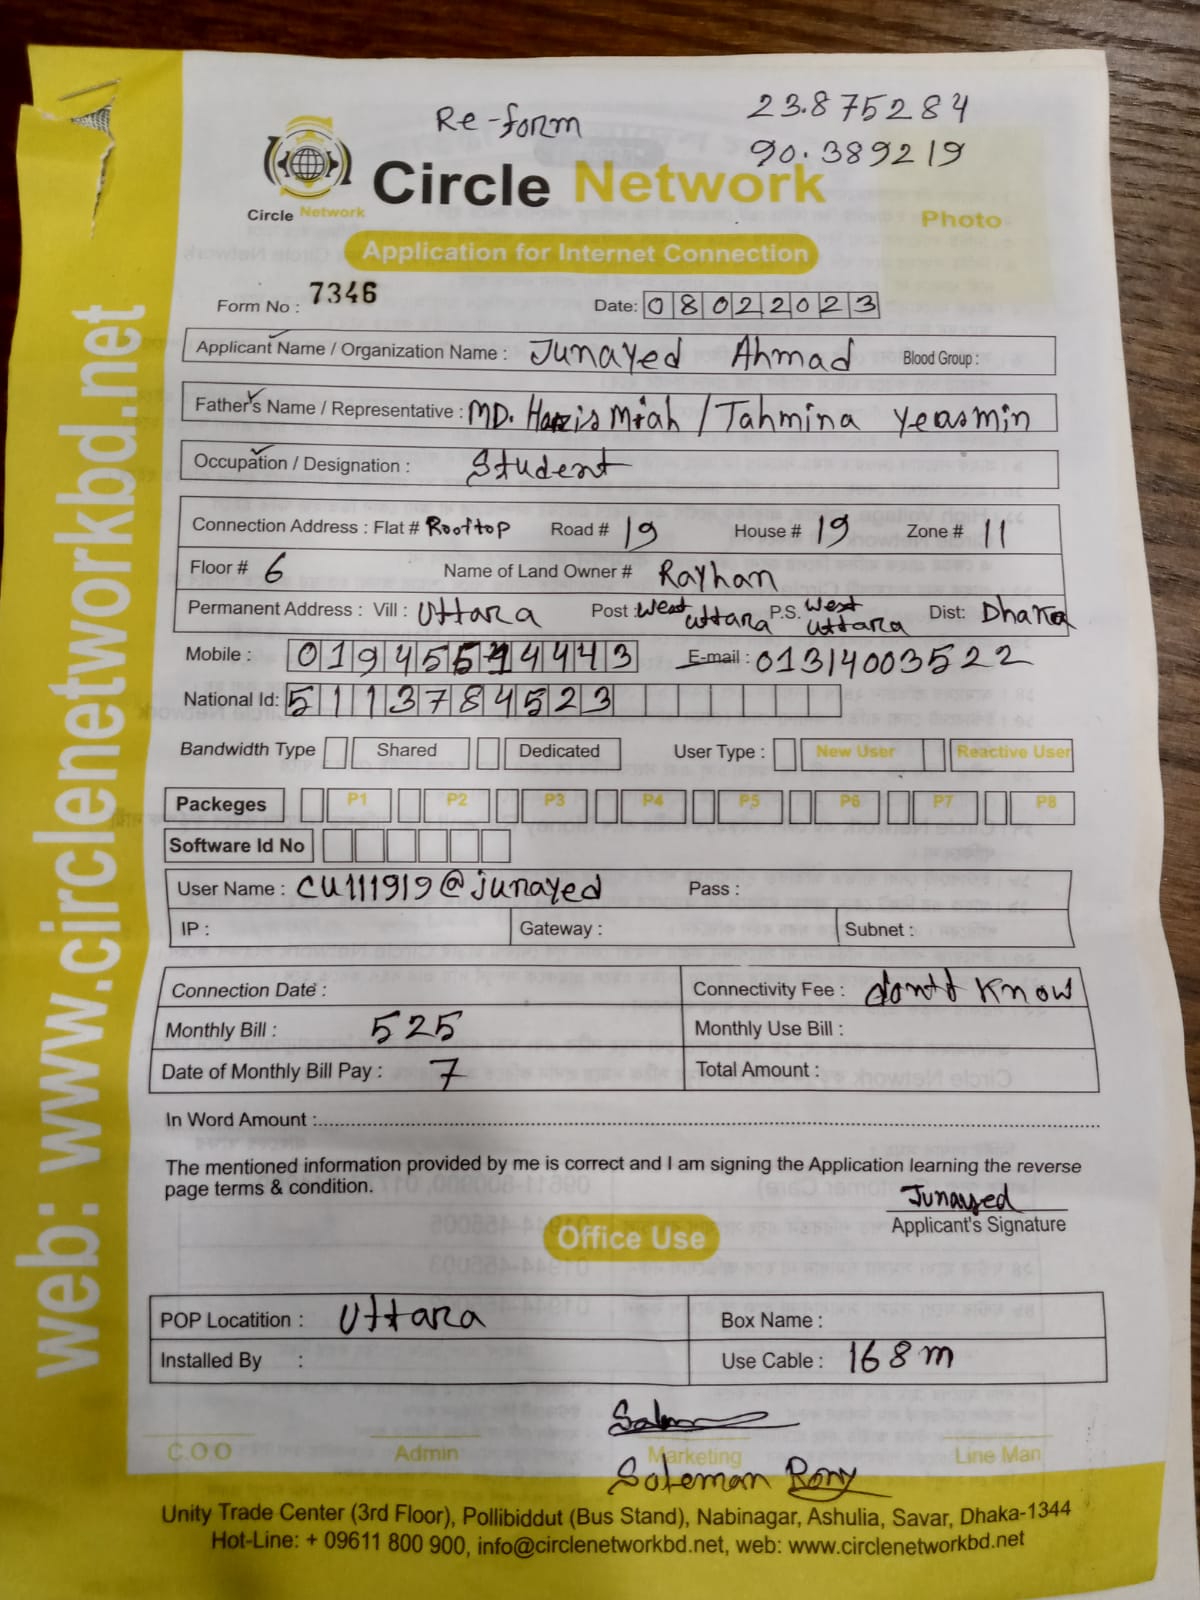 Re-form
23.875284
90.389219
Circle Network
Circle Network
Photo
Application for Internet Connection
Form No : 7346 Date: 08022023
Applicant Name / Organization Name : Junayed Ahmad Blood Group :
Father's Name / Representative : MD. Harris Miah / Tahmina Yeasmin
Occupation / Designation : Student
Connection Address : Flat # Rooftop Road # 19 House # 19 Zone # 11
Floor # 6 Name of Land Owner # Rayhan
Permanent Address : Vill : Uttara Post : West uttara P.S. West uttara Dist: Dhaka
Mobile : 01945544443 E-mail : 01314003522
National Id: 5113784523
Bandwidth Type Shared Dedicated User Type : New User Reactive User
Packeges P1 P2 P3 P4 P5 P6 P7 P8
Software Id No
User Name : CU111919@junayed Pass :
IP : Gateway : Subnet :
Connection Date : Connectivity Fee : dont't Know
Monthly Bill : 525 Monthly Use Bill :
Date of Monthly Bill Pay : 7 Total Amount :
In Word Amount :
The mentioned information provided by me is correct and I am signing the Application learning the reverse
page terms & condition.
Junayed
Applicant's Signature
Office Use
POP Locatition : Uttara Box Name :
Installed By : Use Cable : 168m
C.O.O Admin Marketing Line Man
Soleman Rony
Unity Trade Center (3rd Floor), Pollibiddut (Bus Stand), Nabinagar, Ashulia, Savar, Dhaka-1344
Hot-Line: + 09611 800 900, info@circlenetworkbd.net, web: www.circlenetworkbd.net
web: www.circlenetworkbd.net